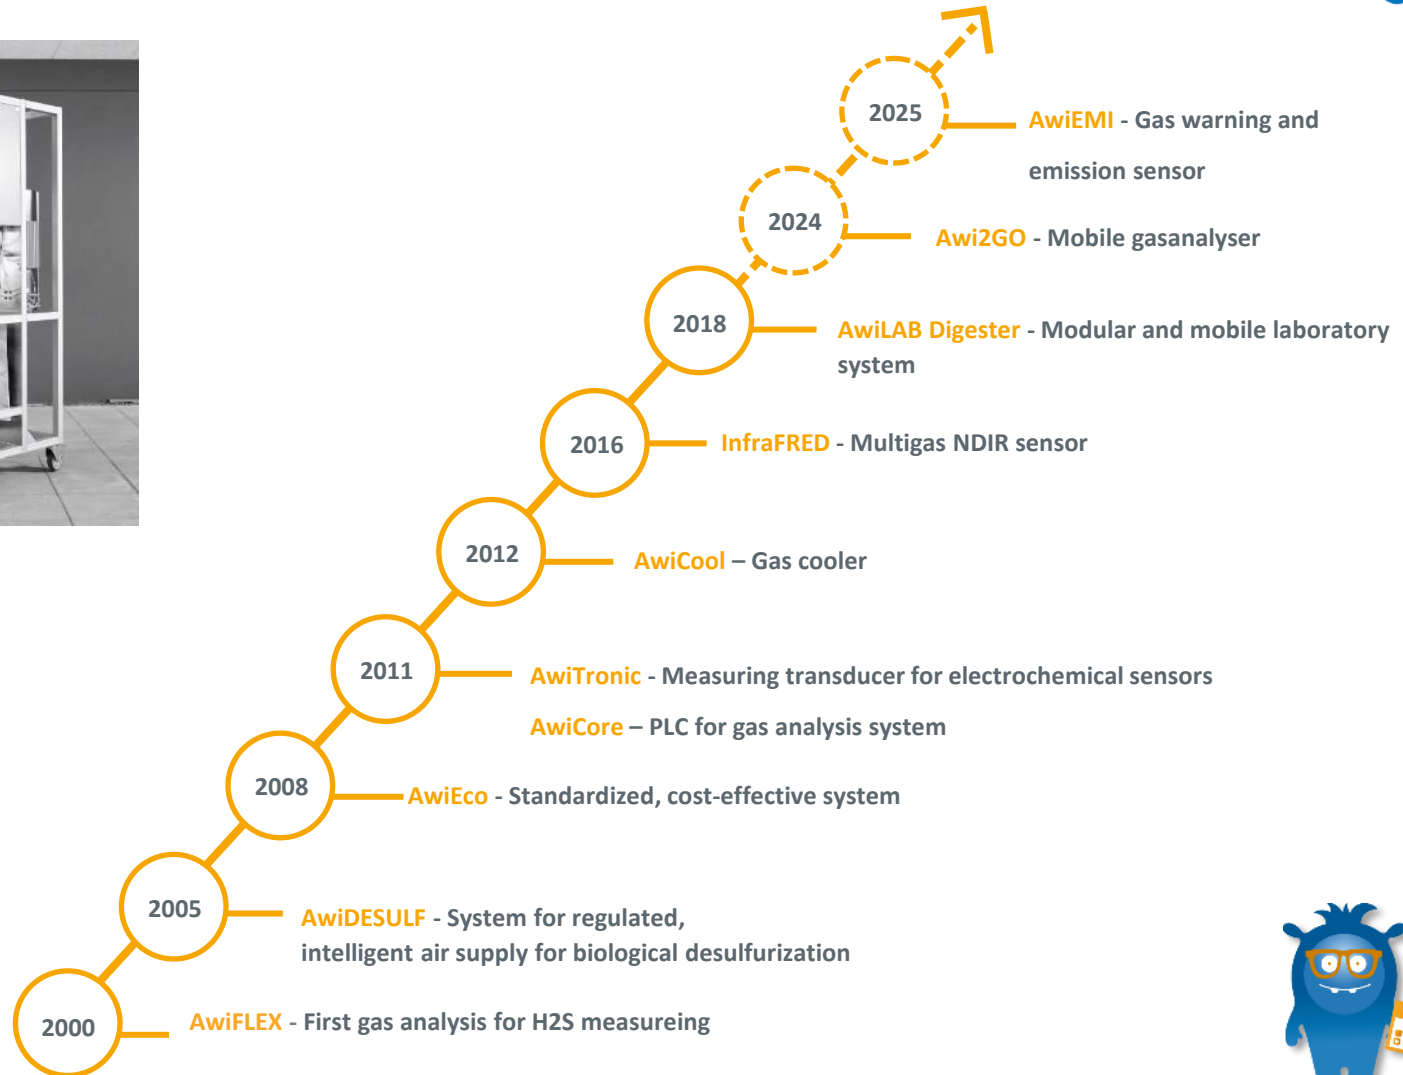 2025
AwiEMI - Gas warning and
emission sensor
2024
Awi2GO - Mobile gasanalyser
2018
AwiLAB Digester - Modular and mobile laboratory
system
2016
InfraFRED - Multigas NDIR sensor
2012
AwiCool – Gas cooler
2011
AwiTronic - Measuring transducer for electrochemical sensors
AwiCore – PLC for gas analysis system
2008
AwiEco - Standardized, cost-effective system
2005
AwiDESULF - System for regulated,
intelligent air supply for biological desulfurization
2000
AwiFLEX - First gas analysis for H2S measureing